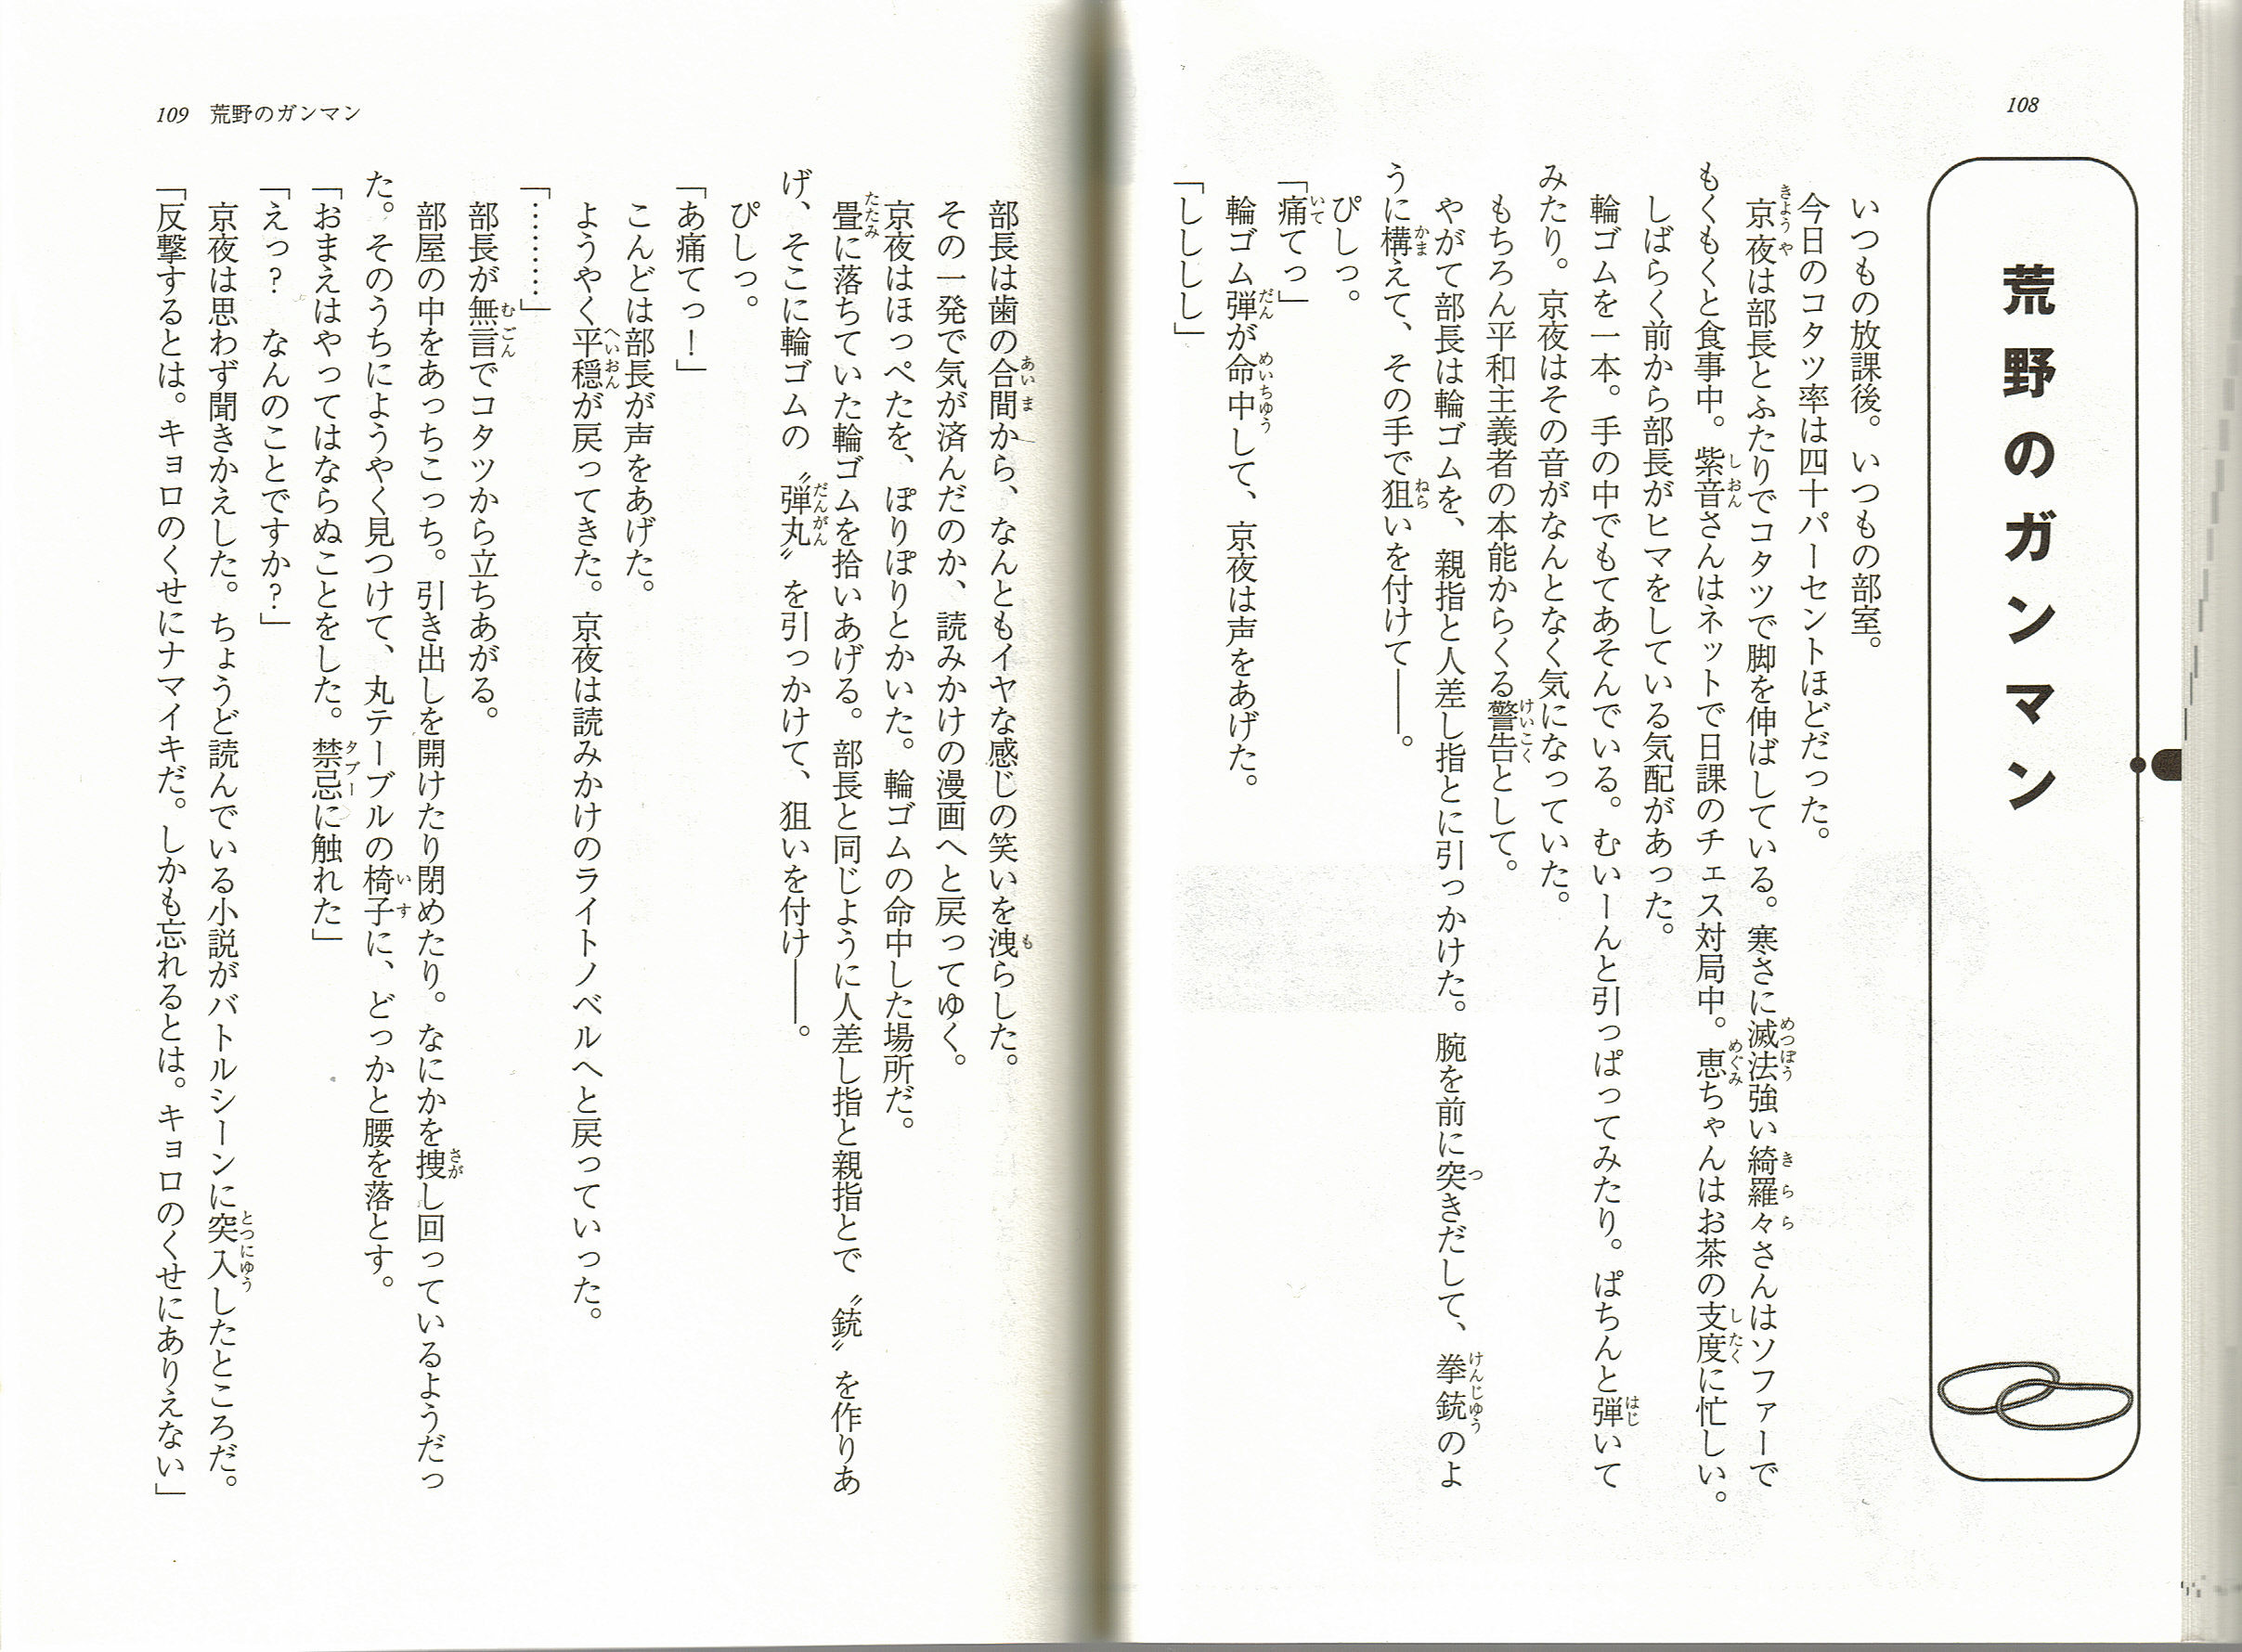 108
荒野のガンマン
いつもの放課後。いつもの部室。
今日のコタツ率は四十パーセントほどだった。
京夜は部長とふたりでコタツで脚を伸ばしている。寒さに滅法強い綺羅々さんはソファーで
もくもくと食事中。紫音さんはネットで日課のチェス対局中。恵ちゃんはお茶の支度に忙しい。
しばらく前から部長がヒマをしている気配があった。
輪ゴムを一本。手の中でもてあそんでいる。むいーんと引っぱってみたり。ぱちんと弾いて
みたり。京夜はその音がなんとなく気になっていた。
もちろん平和主義者の本能からくる警告として。
やがて部長は輪ゴムを、親指と人差し指とに引っかけた。腕を前に突きだして、拳銃のよ
うに構えて、その手で狙いを付けて――。
ぴしっ。
「痛てっ」
輪ゴム弾が命中して、京夜は声をあげた。
「しししし」
部長は歯の合間から、なんともイヤな感じの笑いを洩らした。
その一発で気が済んだのか、読みかけの漫画へと戻ってゆく。
京夜はほっぺたを、ぽりぽりとかいた。輪ゴムの命中した場所だ。
畳に落ちていた輪ゴムを拾いあげる。部長と同じように人差し指と親指とで〝銃〟を作りあ
げ、そこに輪ゴムの〝弾丸〟を引っかけて、狙いを付け――。
ぴしっ。
「あ痛てっ！」
こんどは部長が声をあげた。
ようやく平穏が戻ってきた。京夜は読みかけのライトノベルへと戻っていった。
「………」
部長が無言でコタツから立ちあがる。
部屋の中をあっちこっち。引き出しを開けたり閉めたり。なにかを捜し回っているようだっ
た。そのうちにようやく見つけて、丸テーブルの椅子に、どっかと腰を落とす。
「おまえはやってはならぬことをした。禁忌に触れた」
「えっ？　なんのことですか？」
京夜は思わず聞きかえした。ちょうど読んでいる小説がバトルシーンに突入したところだ。
「反撃するとは。キョロのくせにナマイキだ。しかも忘れるとは。キョロのくせにありえない」
109 荒野のガンマン